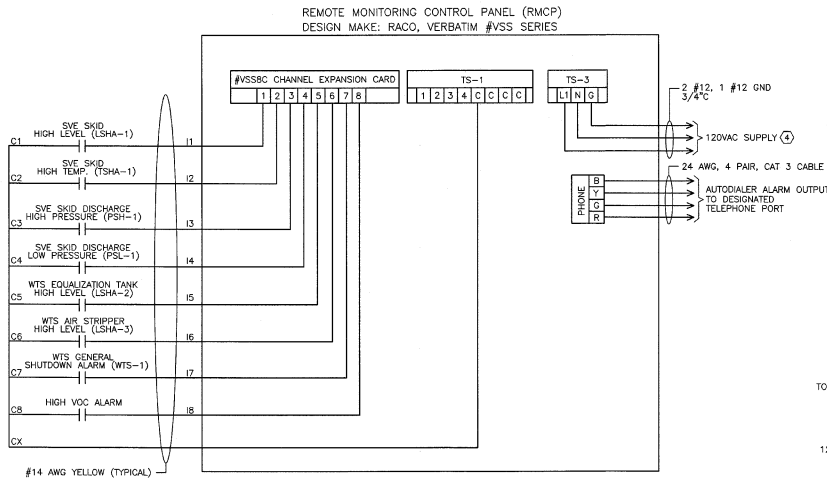 REMOTE MONITORING CONTROL PANEL (RMCP)
DESIGN MAKE: RACO, VERBATIM #VSS SERIES
#VSS8C CHANNEL EXPANSION CARD
1 2 3 4 5 6 7 8
TS-1
1 2 3 4 C C C C
TS-3
L1 N G
2 #12, 1 #12 GND
3/4"C
120VAC SUPPLY 4
24 AWG, 4 PAIR, CAT 3 CABLE
PHONE
B
Y
G
R
AUTODIALER ALARM OUTPUT
TO DESIGNATED
TELEPHONE PORT
SVE SKID
HIGH LEVEL (LSHA-1)
C1
I1
SVE SKID
HIGH TEMP. (TSHA-1)
C2
I2
SVE SKID DISCHARGE
HIGH PRESSURE (PSH-1)
C3
I3
SVE SKID DISCHARGE
LOW PRESSURE (PSL-1)
C4
I4
WTS EQUALIZATION TANK
HIGH LEVEL (LSHA-2)
C5
I5
WTS AIR STRIPPER
HIGH LEVEL (LSHA-3)
C6
I6
WTS GENERAL
SHUTDOWN ALARM (WTS-1)
C7
I7
HIGH VOC ALARM
C8
I8
CX
#14 AWG YELLOW (TYPICAL)
TO
12